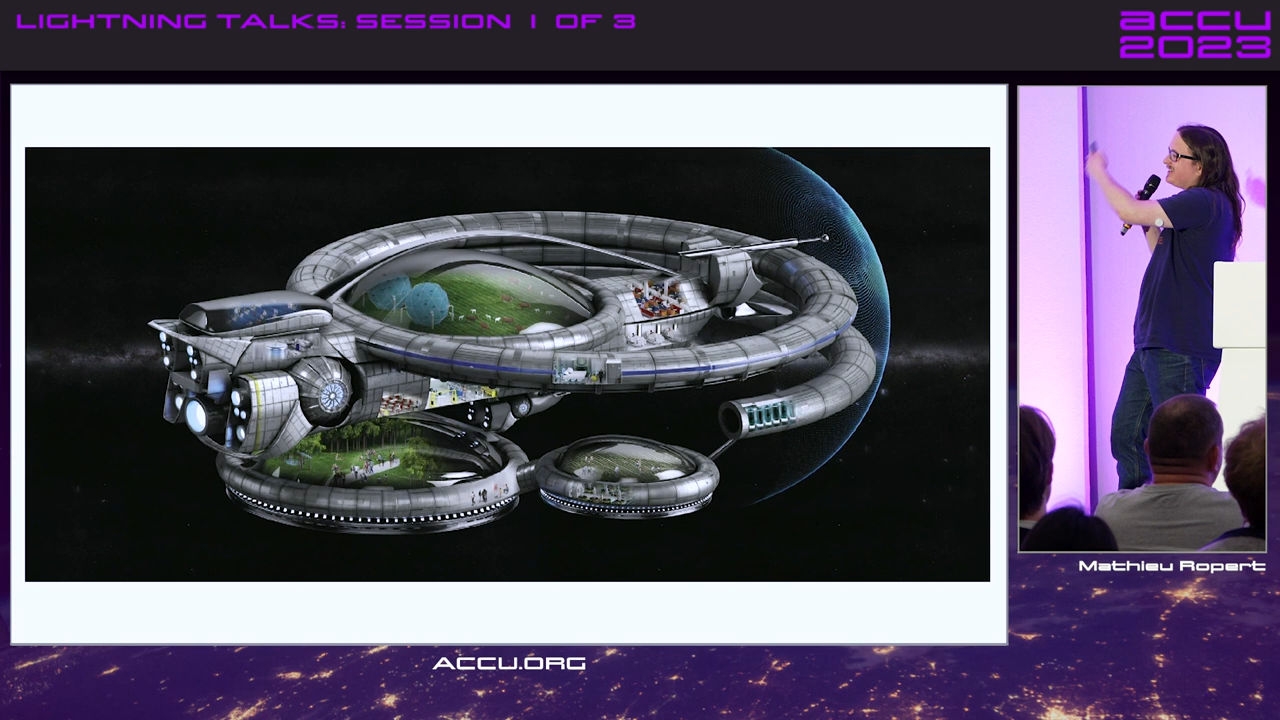 LIGHTNING TALKS: SESSION 1 OF 3
accu
2023
Mathieu Ropert
ACCU.ORG